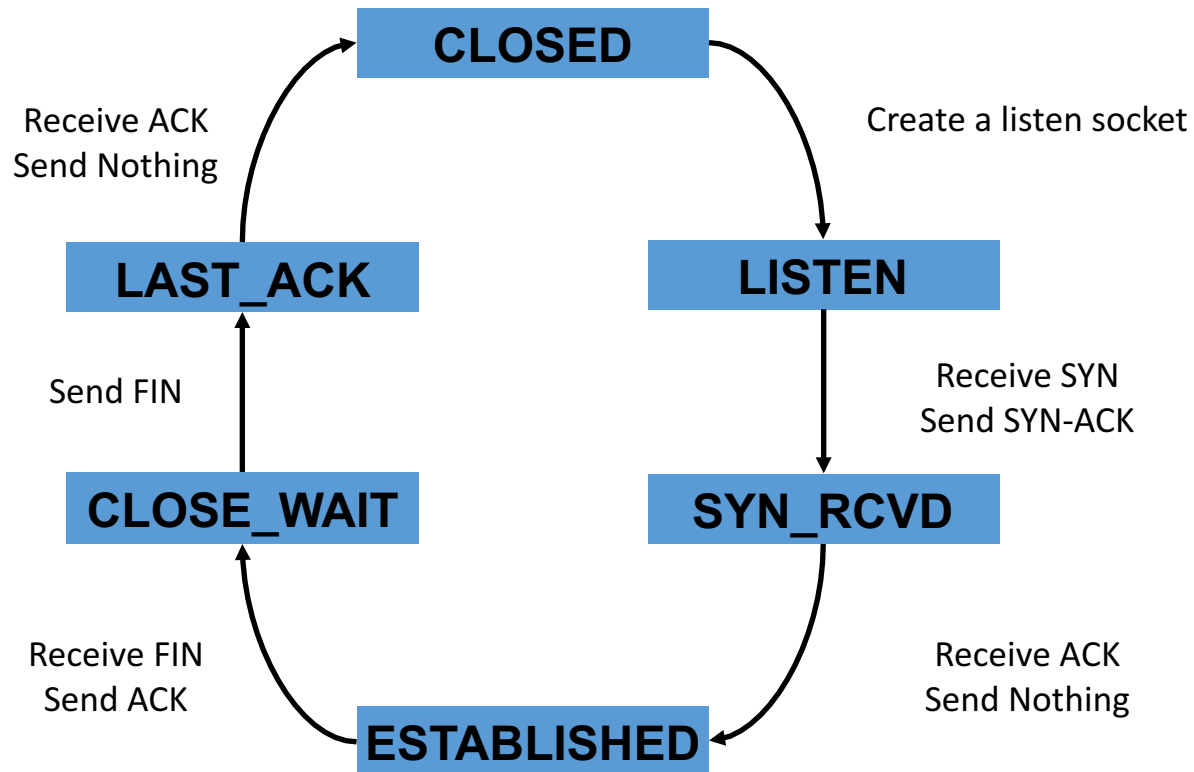 CLOSED
Create a listen socket
LISTEN
Receive SYN
Send SYN-ACK
SYN_RCVD
Receive ACK
Send Nothing
ESTABLISHED
Receive FIN
Send ACK
CLOSE_WAIT
Send FIN
LAST_ACK
Receive ACK
Send Nothing